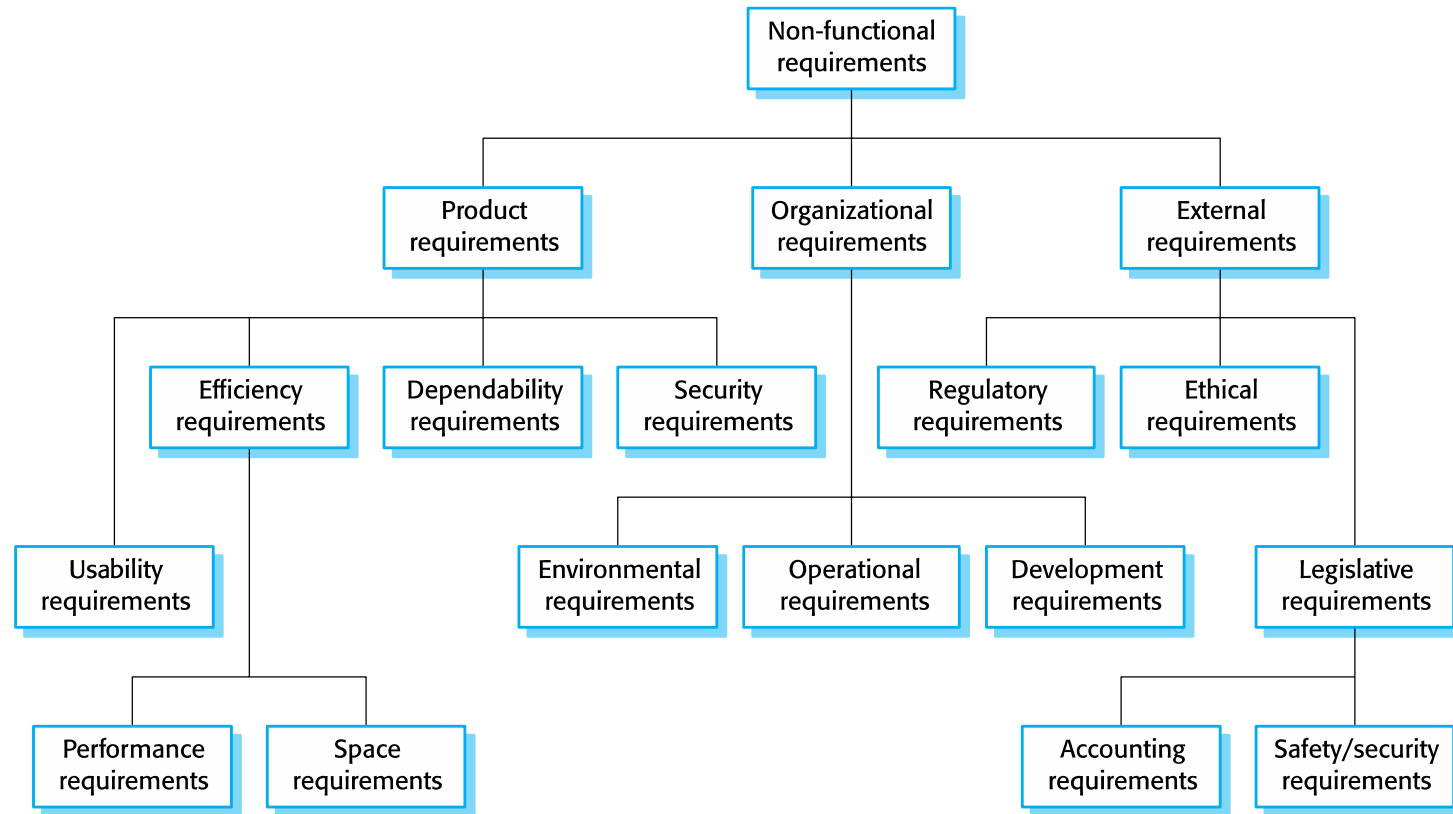 Non-functional
requirements
Product
requirements
Organizational
requirements
External
requirements
Efficiency
requirements
Dependability
requirements
Security
requirements
Regulatory
requirements
Ethical
requirements
Usability
requirements
Environmental
requirements
Operational
requirements
Development
requirements
Legislative
requirements
Performance
requirements
Space
requirements
Accounting
requirements
Safety/security
requirements